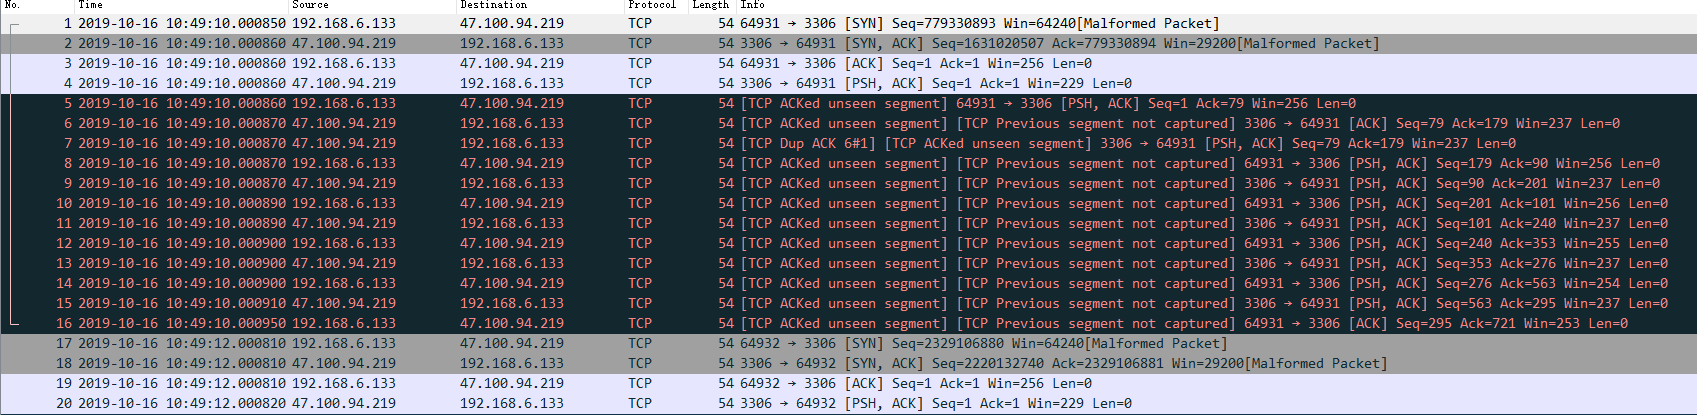 No. Time Source Destination Protocol Length Info
1 2019-10-16 10:49:10.000850 192.168.6.133 47.100.94.219 TCP 54 64931 → 3306 [SYN] Seq=779330893 Win=64240[Malformed Packet]
2 2019-10-16 10:49:10.000860 47.100.94.219 192.168.6.133 TCP 54 3306 → 64931 [SYN, ACK] Seq=1631020507 Ack=779330894 Win=29200[Malformed Packet]
3 2019-10-16 10:49:10.000860 192.168.6.133 47.100.94.219 TCP 54 64931 → 3306 [ACK] Seq=1 Ack=1 Win=256 Len=0
4 2019-10-16 10:49:10.000860 47.100.94.219 192.168.6.133 TCP 54 3306 → 64931 [PSH, ACK] Seq=1 Ack=1 Win=229 Len=0
5 2019-10-16 10:49:10.000860 192.168.6.133 47.100.94.219 TCP 54 [TCP ACKed unseen segment] 64931 → 3306 [PSH, ACK] Seq=1 Ack=79 Win=256 Len=0
6 2019-10-16 10:49:10.000870 47.100.94.219 192.168.6.133 TCP 54 [TCP ACKed unseen segment] [TCP Previous segment not captured] 3306 → 64931 [ACK] Seq=79 Ack=179 Win=237 Len=0
7 2019-10-16 10:49:10.000870 47.100.94.219 192.168.6.133 TCP 54 [TCP Dup ACK 6#1] [TCP ACKed unseen segment] 3306 → 64931 [PSH, ACK] Seq=79 Ack=179 Win=237 Len=0
8 2019-10-16 10:49:10.000870 192.168.6.133 47.100.94.219 TCP 54 [TCP ACKed unseen segment] [TCP Previous segment not captured] 64931 → 3306 [PSH, ACK] Seq=179 Ack=90 Win=256 Len=0
9 2019-10-16 10:49:10.000870 47.100.94.219 192.168.6.133 TCP 54 [TCP ACKed unseen segment] [TCP Previous segment not captured] 3306 → 64931 [PSH, ACK] Seq=90 Ack=201 Win=237 Len=0
10 2019-10-16 10:49:10.000890 192.168.6.133 47.100.94.219 TCP 54 [TCP ACKed unseen segment] [TCP Previous segment not captured] 64931 → 3306 [PSH, ACK] Seq=201 Ack=101 Win=256 Len=0
11 2019-10-16 10:49:10.000890 47.100.94.219 192.168.6.133 TCP 54 [TCP ACKed unseen segment] [TCP Previous segment not captured] 3306 → 64931 [PSH, ACK] Seq=101 Ack=240 Win=237 Len=0
12 2019-10-16 10:49:10.000900 192.168.6.133 47.100.94.219 TCP 54 [TCP ACKed unseen segment] [TCP Previous segment not captured] 64931 → 3306 [PSH, ACK] Seq=240 Ack=353 Win=255 Len=0
13 2019-10-16 10:49:10.000900 47.100.94.219 192.168.6.133 TCP 54 [TCP ACKed unseen segment] [TCP Previous segment not captured] 3306 → 64931 [PSH, ACK] Seq=353 Ack=276 Win=237 Len=0
14 2019-10-16 10:49:10.000900 192.168.6.133 47.100.94.219 TCP 54 [TCP ACKed unseen segment] [TCP Previous segment not captured] 64931 → 3306 [PSH, ACK] Seq=276 Ack=563 Win=254 Len=0
15 2019-10-16 10:49:10.000910 47.100.94.219 192.168.6.133 TCP 54 [TCP ACKed unseen segment] [TCP Previous segment not captured] 3306 → 64931 [PSH, ACK] Seq=563 Ack=295 Win=237 Len=0
16 2019-10-16 10:49:10.000950 192.168.6.133 47.100.94.219 TCP 54 [TCP ACKed unseen segment] [TCP Previous segment not captured] 64931 → 3306 [ACK] Seq=295 Ack=721 Win=253 Len=0
17 2019-10-16 10:49:12.000810 192.168.6.133 47.100.94.219 TCP 54 64932 → 3306 [SYN] Seq=2329106880 Win=64240[Malformed Packet]
18 2019-10-16 10:49:12.000810 47.100.94.219 192.168.6.133 TCP 54 3306 → 64932 [SYN, ACK] Seq=2220132740 Ack=2329106881 Win=29200[Malformed Packet]
19 2019-10-16 10:49:12.000810 192.168.6.133 47.100.94.219 TCP 54 64932 → 3306 [ACK] Seq=1 Ack=1 Win=256 Len=0
20 2019-10-16 10:49:12.000820 47.100.94.219 192.168.6.133 TCP 54 3306 → 64932 [PSH, ACK] Seq=1 Ack=1 Win=229 Len=0